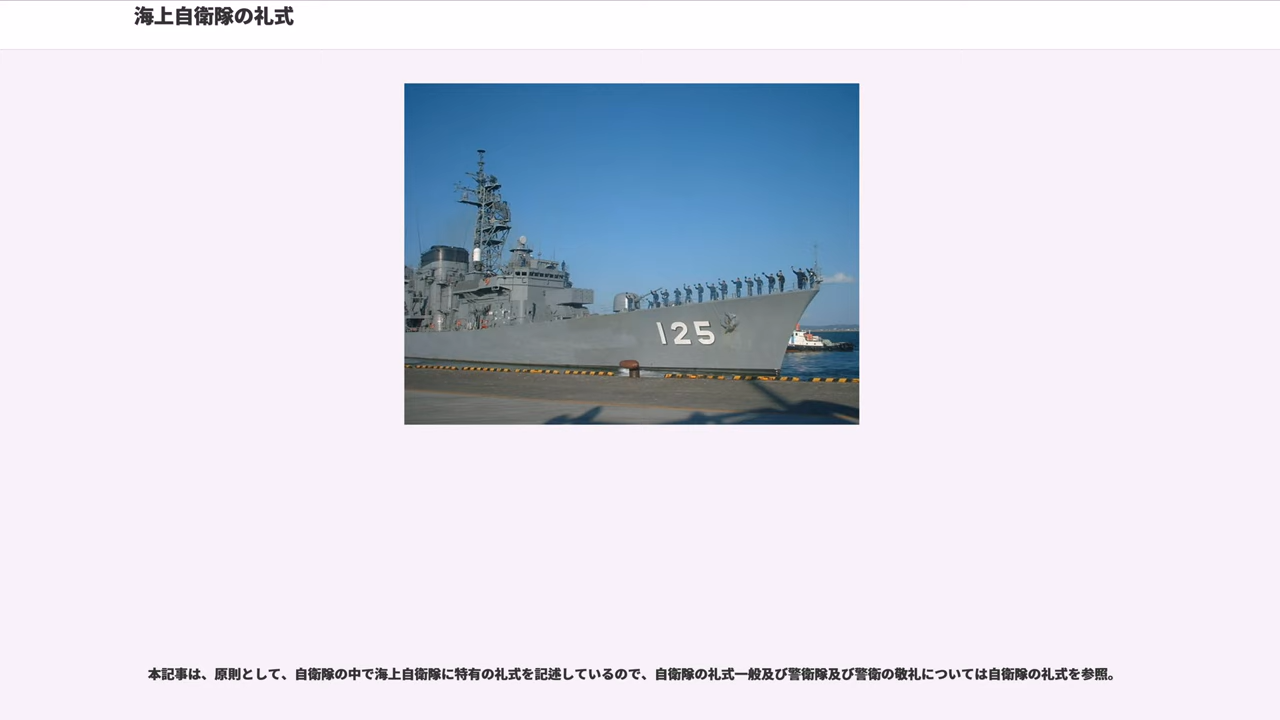 海上自衛隊の礼式
125
本記事は、原則として、自衛隊の中で海上自衛隊に特有の礼式を記述しているので、自衛隊の礼式一般及び警衛隊及び警衛の敬礼については自衛隊の礼式を参照。